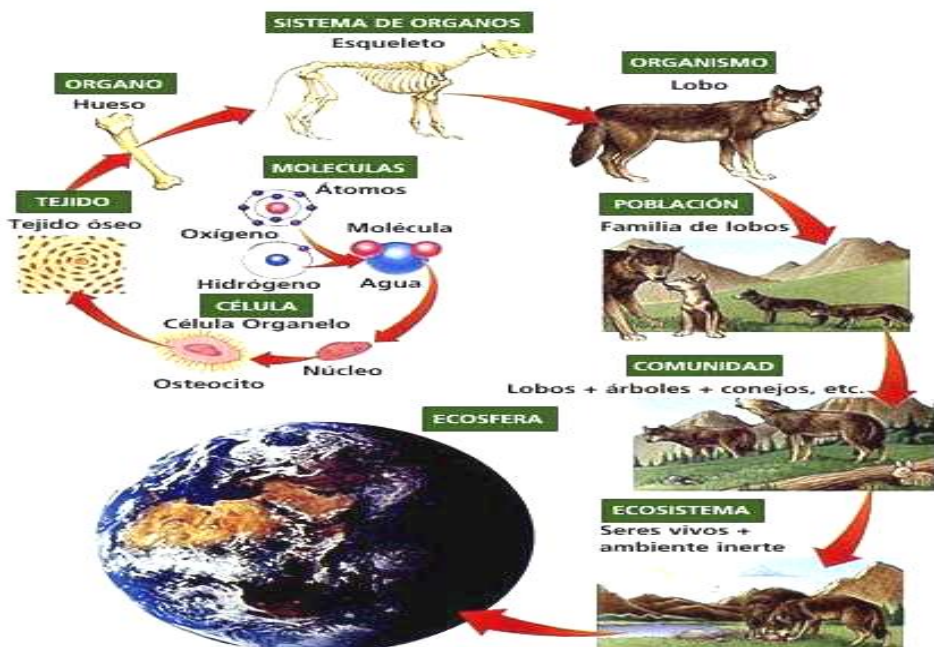 SISTEMA DE ORGANOS
Esqueleto
ORGANISMO
Lobo
ORGANO
Hueso
MOLECULAS
Átomos
TEJIDO
Tejido óseo
Oxígeno
Molécula
Hidrógeno
Agua
CÉLULA
Célula Organelo
Osteocito
Núcleo
POBLACIÓN
Familia de lobos
COMUNIDAD
Lobos + árboles + conejos, etc.
ECOSFERA
ECOSISTEMA
Seres vivos +
ambiente inerte